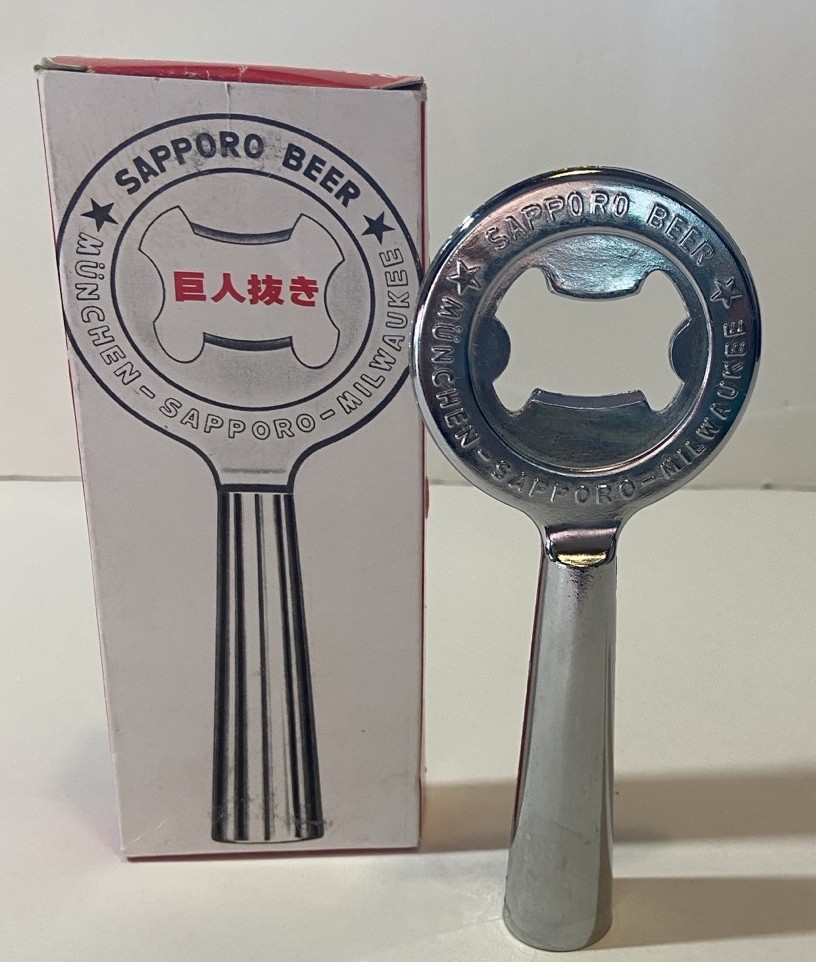 ★ SAPPORO BEER ★
MÜNCHEN-SAPPORO-MILWAUKEE
巨人抜き
★ SAPPORO BEER ★
MÜNCHEN-SAPPORO-MILWAUKEE